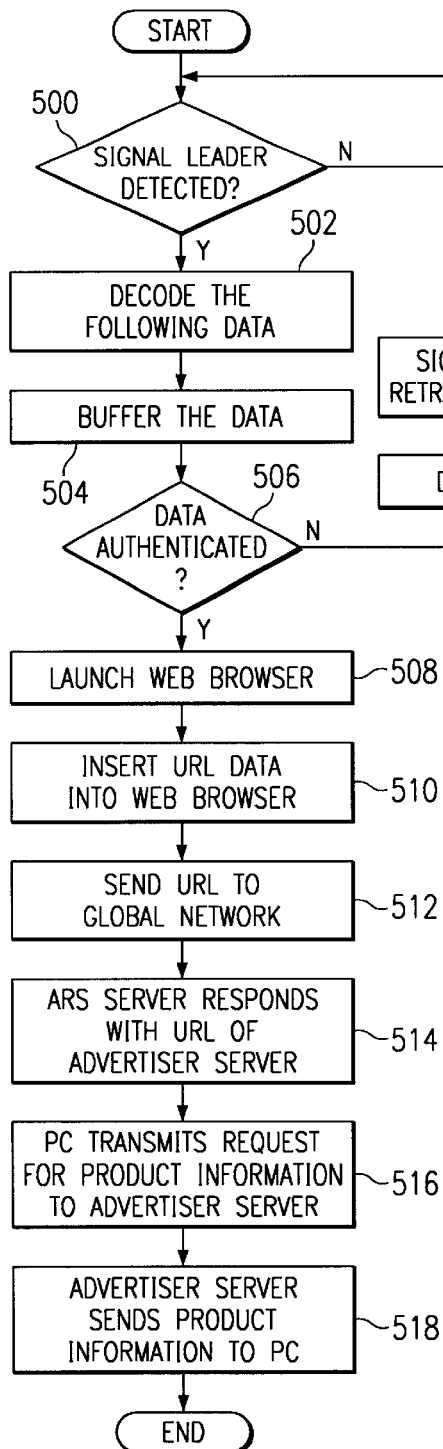 START
500
SIGNAL LEADER
DETECTED?
N
Y
502
DECODE THE
FOLLOWING DATA
BUFFER THE DATA
504
506
DATA
AUTHENTICATED
?
N
Y
LAUNCH WEB BROWSER
508
INSERT URL DATA
INTO WEB BROWSER
510
SEND URL TO
GLOBAL NETWORK
512
ARS SERVER RESPONDS
WITH URL OF
ADVERTISER SERVER
514
PC TRANSMITS REQUEST
FOR PRODUCT INFORMATION
TO ADVERTISER SERVER
516
ADVERTISER SERVER
SENDS PRODUCT
INFORMATION TO PC
518
END